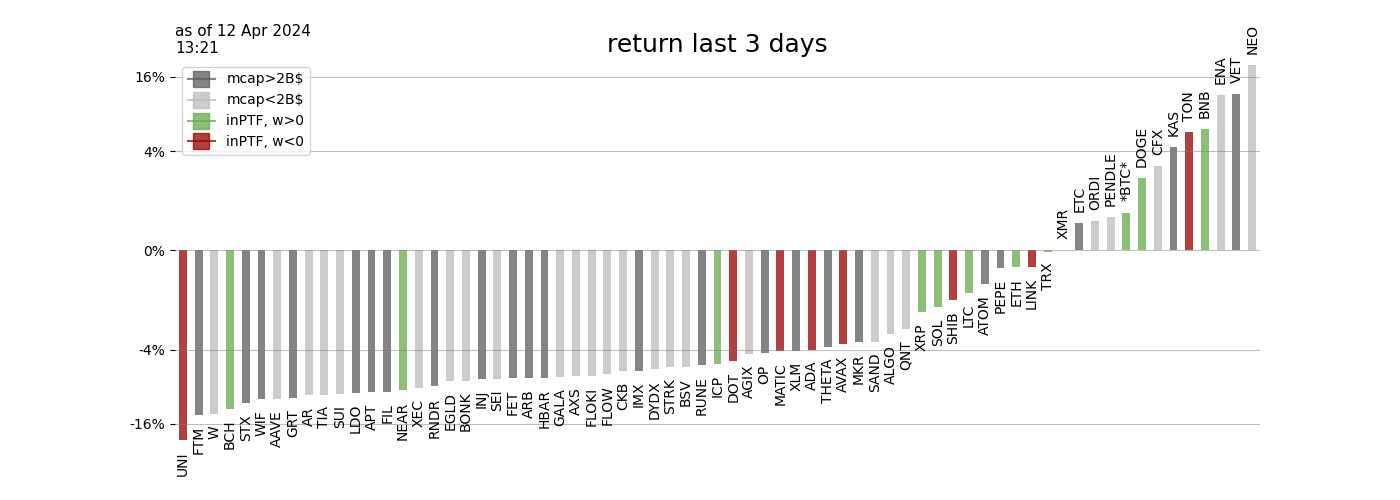 as of 12 Apr 2024
13:21
return last 3 days
mcap>2B$
mcap<2B$
inPTF, w>0
inPTF, w<0
16%
4%
0%
-4%
-16%
UNI
FTM
W
BCH
STX
WIF
AAVE
GRT
AR
TIA
SUI
LDO
APT
FIL
NEAR
XEC
RNDR
EGLD
BONK
INJ
SEI
FET
ARB
HBAR
GALA
AXS
FLOKI
FLOW
CKB
IMX
DYDX
STRK
BSV
RUNE
ICP
DOT
AGIX
OP
MATIC
XLM
ADA
THETA
AVAX
MKR
SAND
ALGO
QNT
XRP
SOL
SHIB
LTC
ATOM
PEPE
ETH
LINK
TRX
XMR
ETC
ORDI
PENDLE
*BTC*
DOGE
CFX
KAS
TON
BNB
ENA
VET
NEO